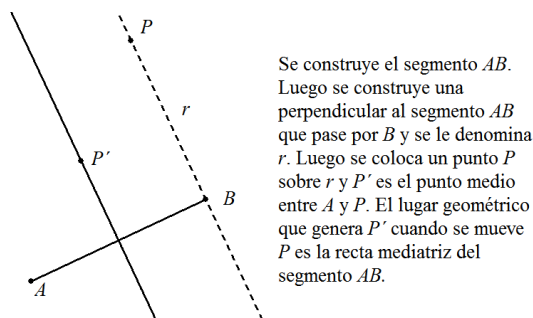 P
Se construye el segmento AB.
Luego se construye una
perpendicular al segmento AB
que pase por B y se le denomina
r. Luego se coloca un punto P
sobre r y P´ es el punto medio
entre A y P. El lugar geométrico
que genera P´ cuando se mueve
P es la recta mediatriz del
segmento AB.
r
P´
B
A